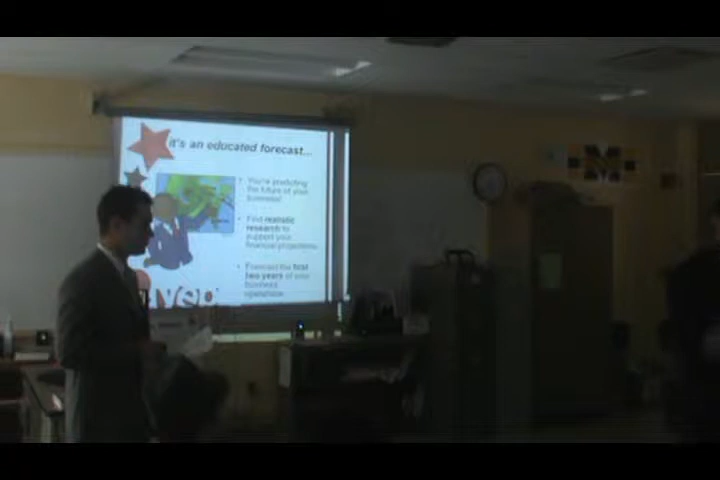 it's an educated forecast...
• You're predicting
the future of your
business!
• Find realistic
research to
support your
financial projections
• Forecast the first
two years of your
business
operations